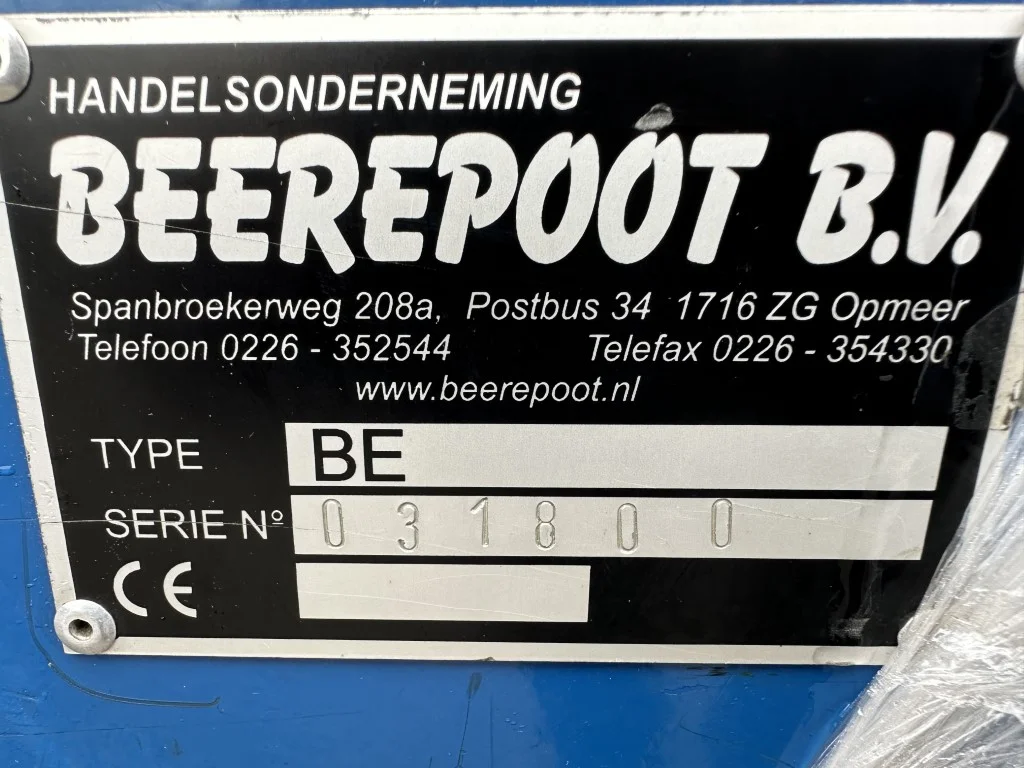 HANDELSONDERNEMING
BEEREPOOT B.V.
Spanbroekerweg 208a, Postbus 34 1716 ZG Opmeer
Telefoon 0226 - 352544 Telefax 0226 - 354330
www.beerepoot.nl
TYPE BE
SERIE Nº 031800
CE